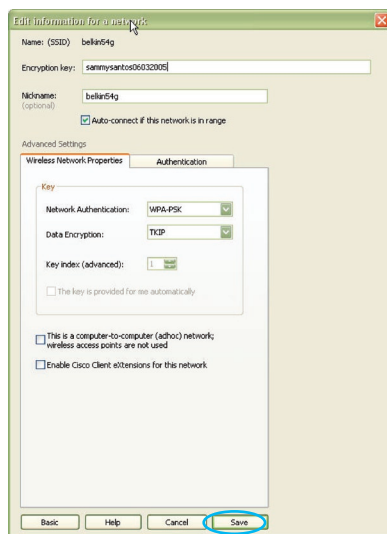 Edit information for a network
Name: (SSID) belkin54g
Encryption key: sammysantos06032005
Nickname: belkin54g
(optional)
Auto-connect if this network is in range
Advanced Settings
Wireless Network Properties Authentication
Key
Network Authentication: WPA-PSK
Data Encryption: TKIP
Key index (advanced): 1
The key is provided for me automatically
This is a computer-to-computer (adhoc) network;
wireless access points are not used
Enable Cisco Client eXtensions for this network
Basic Help Cancel Save